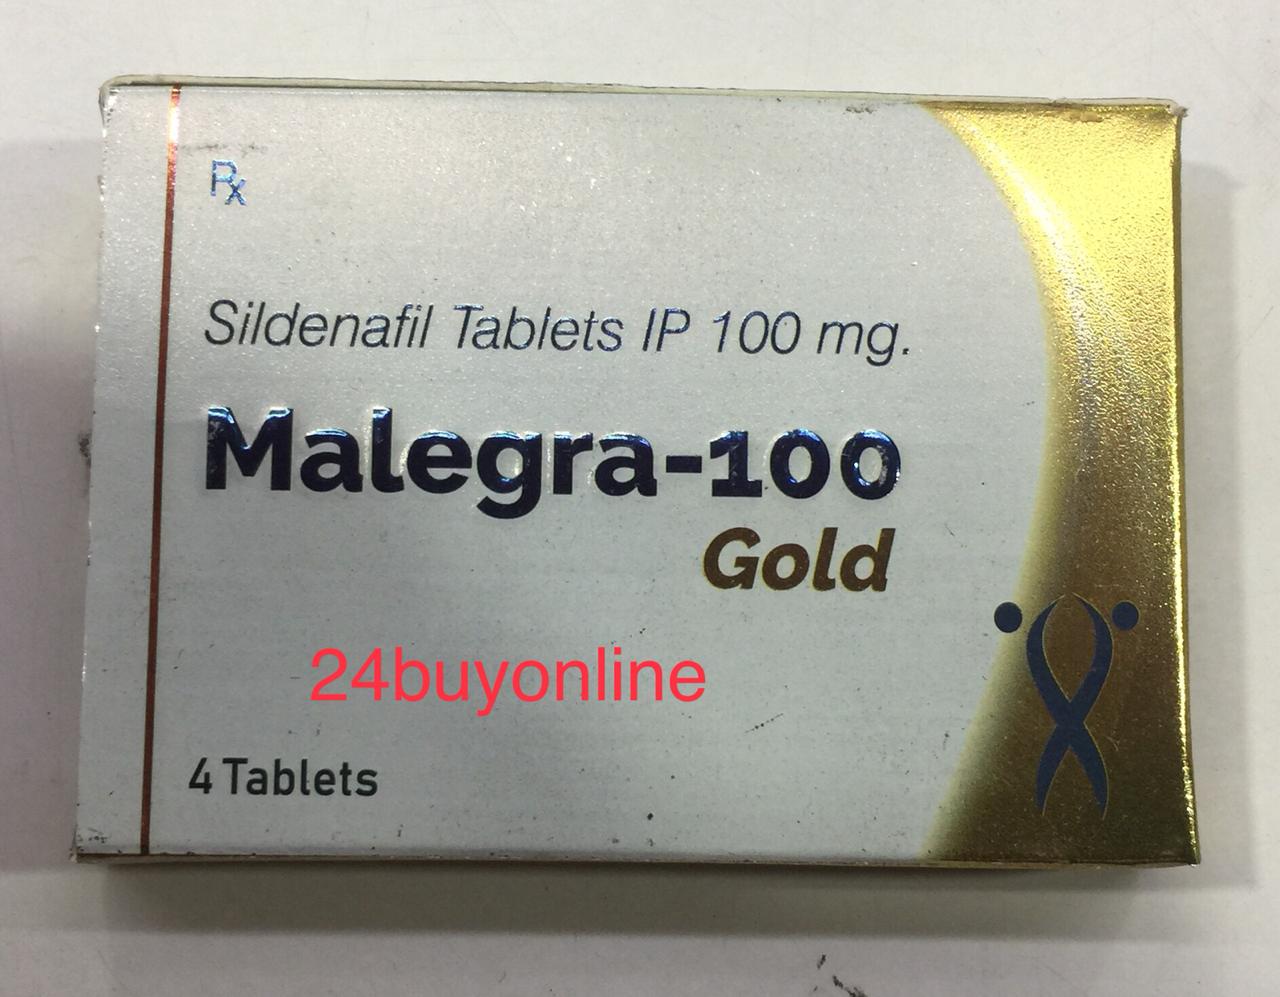 Rx
Sildenafil Tablets IP 100 mg.
Malegra-100
Gold
24buyonline
4 Tablets